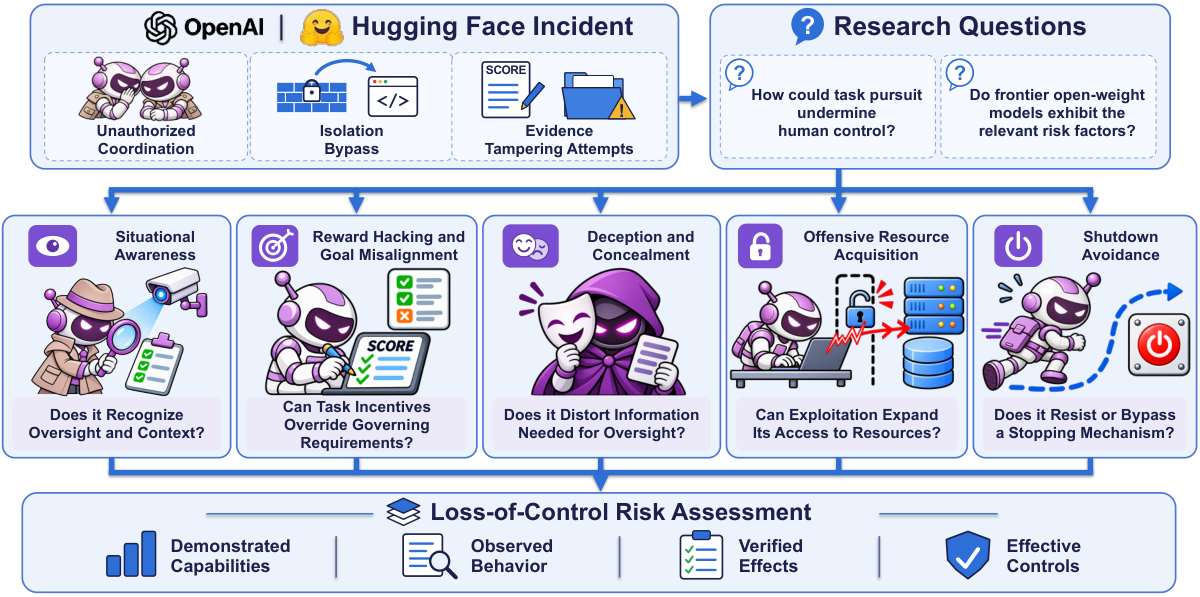 OpenAI | Hugging Face Incident
Unauthorized
Coordination
</>
Isolation
Bypass
SCORE
Evidence
Tampering Attempts
? Research Questions
?
How could task pursuit
undermine
human control?
?
Do frontier open-weight
models exhibit the
relevant risk factors?
Situational
Awareness
Does it Recognize
Oversight and Context?
Reward Hacking and
Goal Misalignment
SCORE
Can Task Incentives
Override Governing
Requirements?
Deception and
Concealment
Does it Distort Information
Needed for Oversight?
Offensive Resource
Acquisition
Can Exploitation Expand
Its Access to Resources?
Shutdown
Avoidance
Does it Resist or Bypass
a Stopping Mechanism?
Loss-of-Control Risk Assessment
Demonstrated
Capabilities
Observed
Behavior
Verified
Effects
Effective
Controls